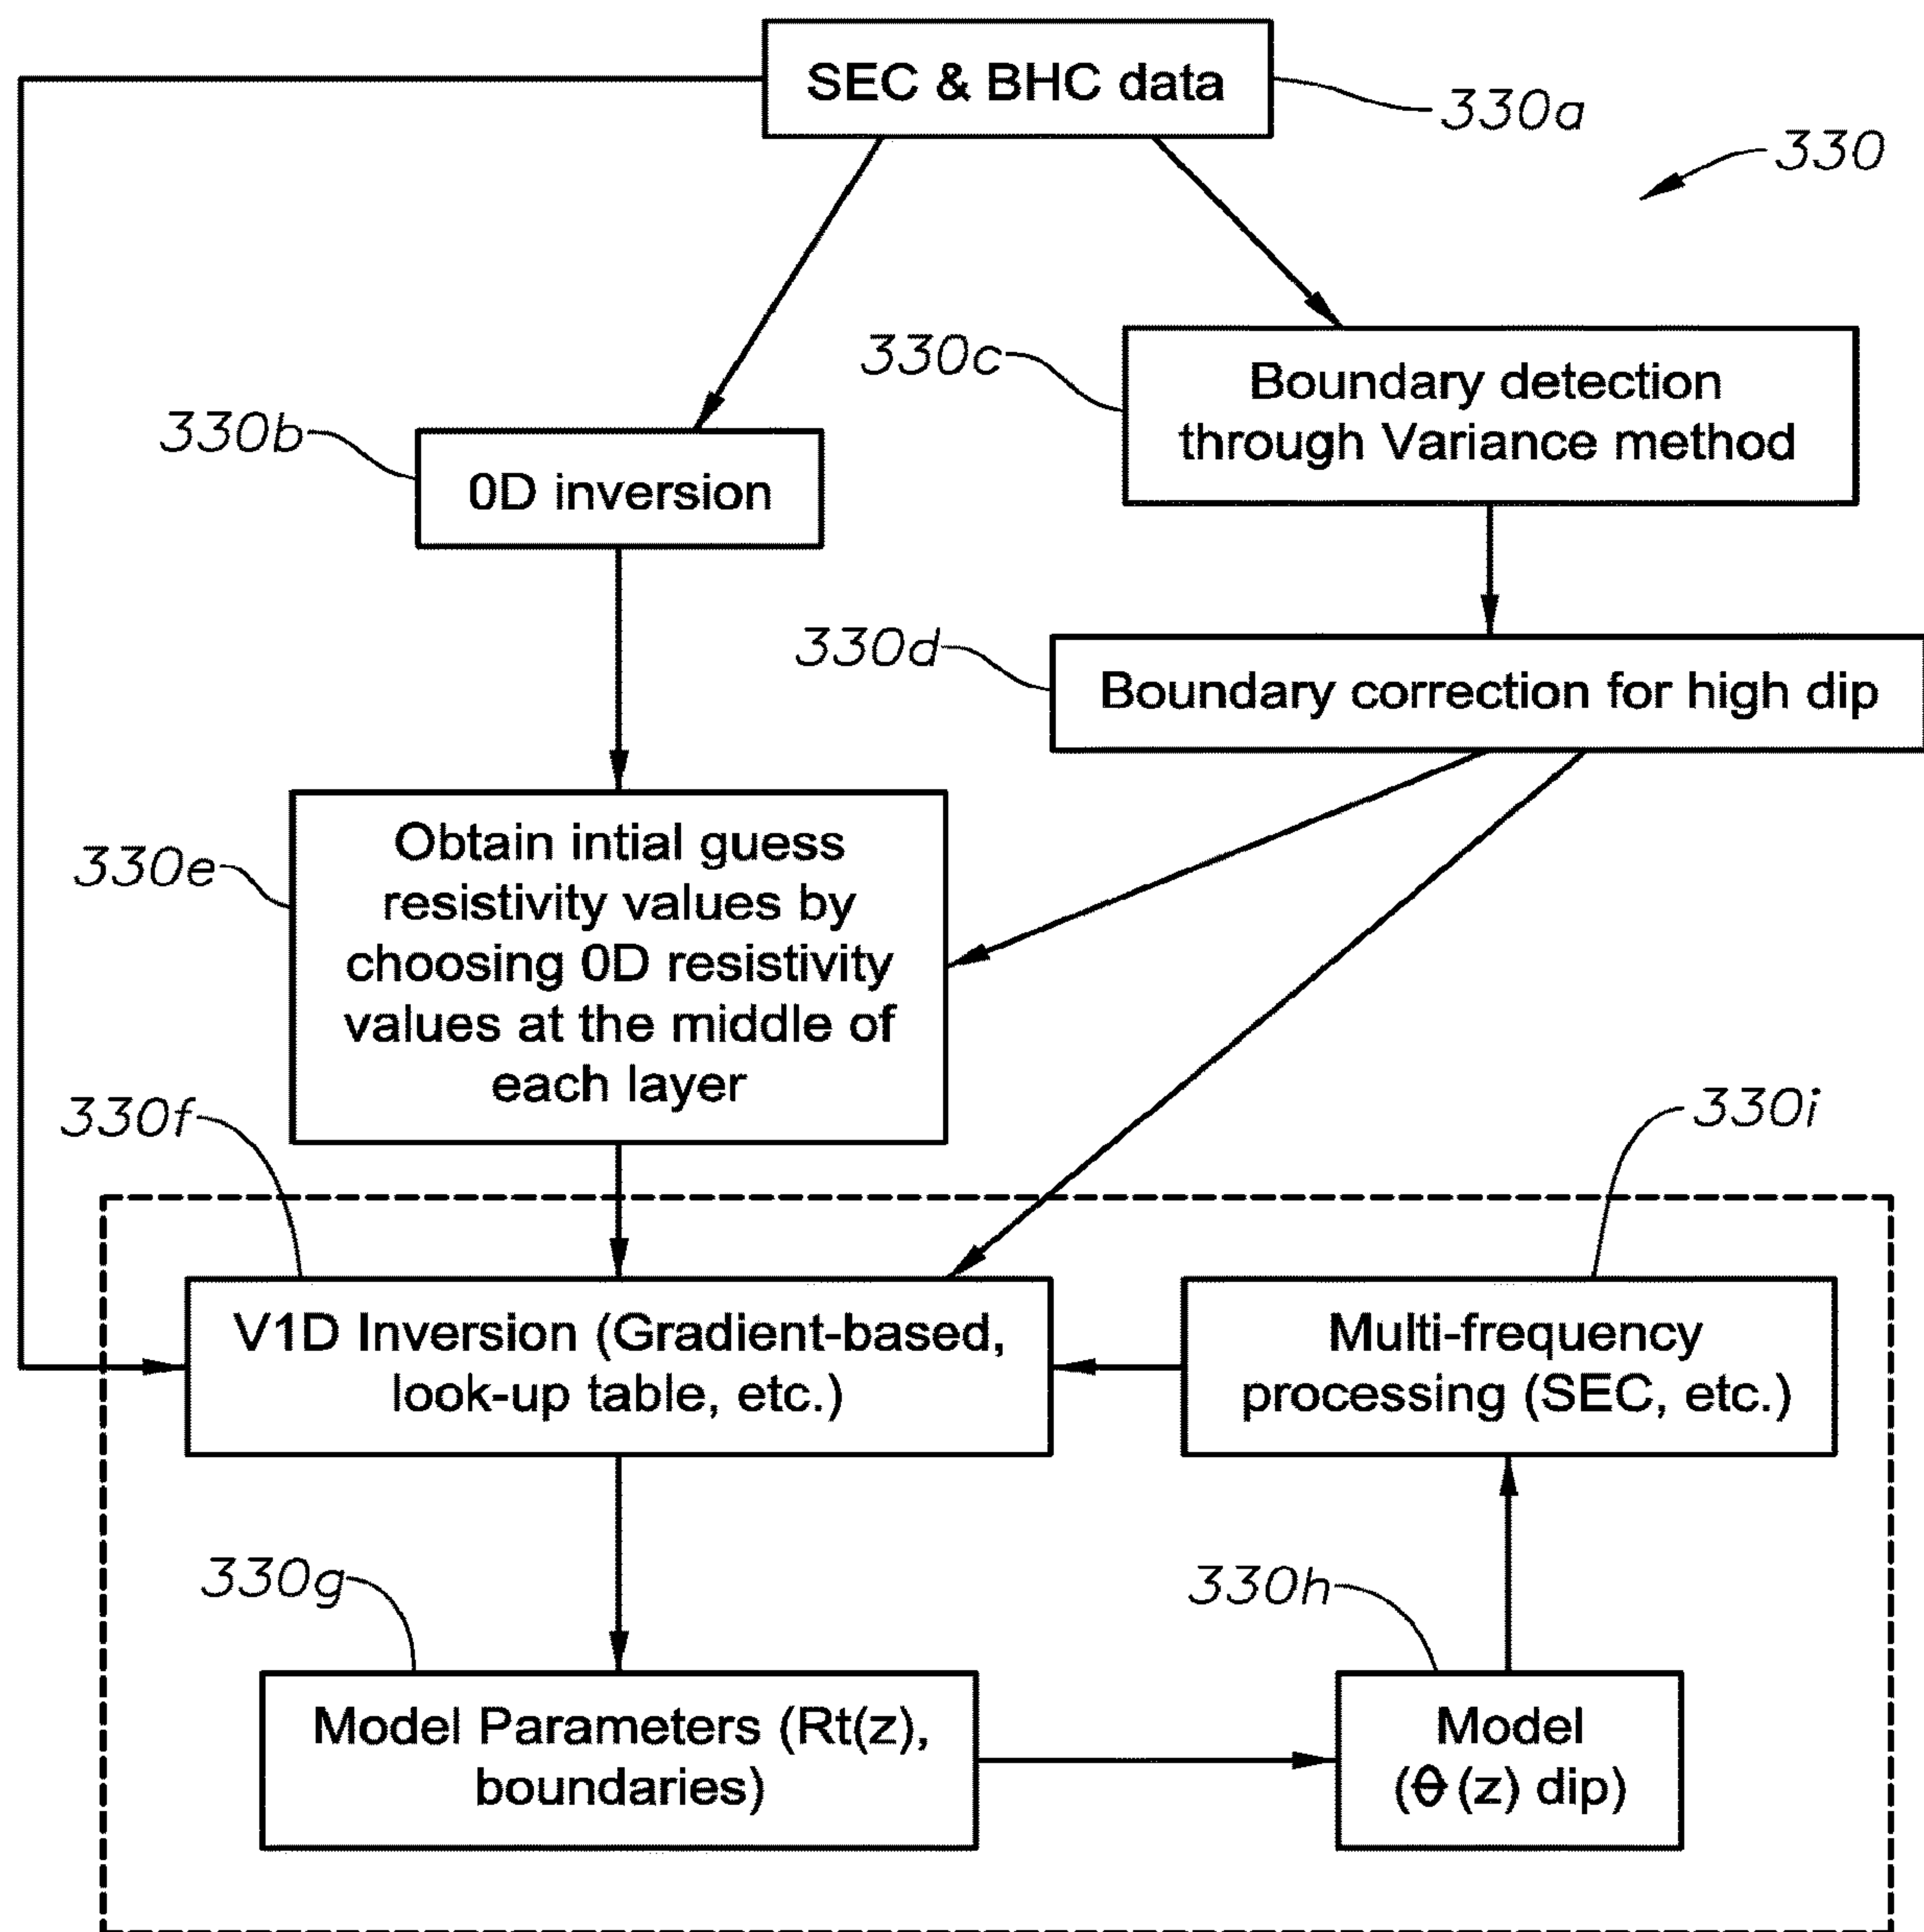 SEC & BHC data
330a
330
330c
Boundary detection
through Variance method
330b
0D inversion
330d
Boundary correction for high dip
330e
Obtain intial guess
resistivity values by
choosing 0D resistivity
values at the middle of
each layer
330f
330i
V1D Inversion (Gradient-based,
look-up table, etc.)
Multi-frequency
processing (SEC, etc.)
330g
330h
Model Parameters (Rt(z),
boundaries)
Model
(θ (z) dip)